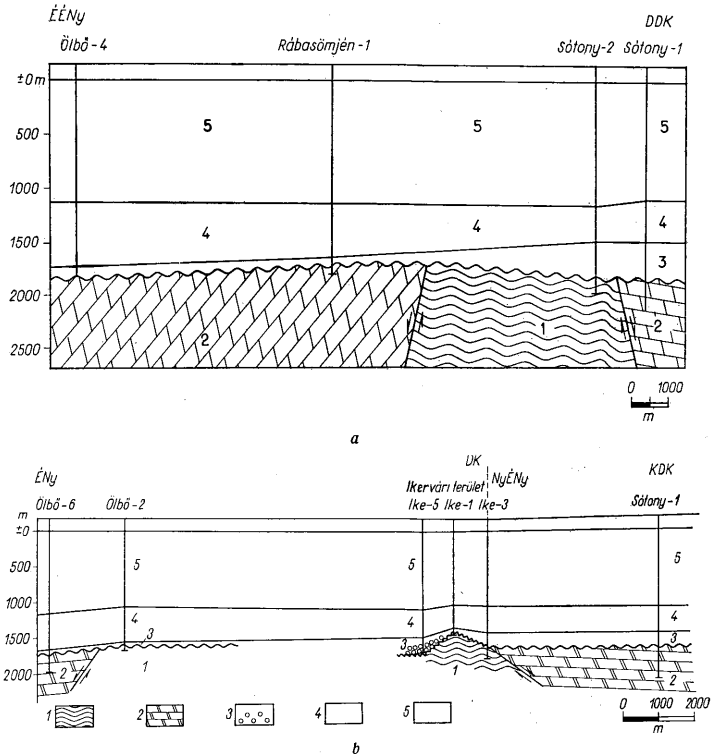 ÉÉNy DDK
Ölbő-4 Rábasömjén-1 Sótony-2 Sótony-1
±0m
5 5 5
500
1000
4 4 4
1500
3
2000
2 1 2
2500
0 1000
m
a
ÉNy DK NyÉNy KDK
Ikervári terület
m Ölbő-6 Ölbő-2 Ike-5 Ike-1 Ike-3 Sótony-1
±0
500
5 5 5
1000
4 4 4
1500
3 3 3
2000
2 1 1 2
1 2 3 4 5
0 1000 2000
m
b